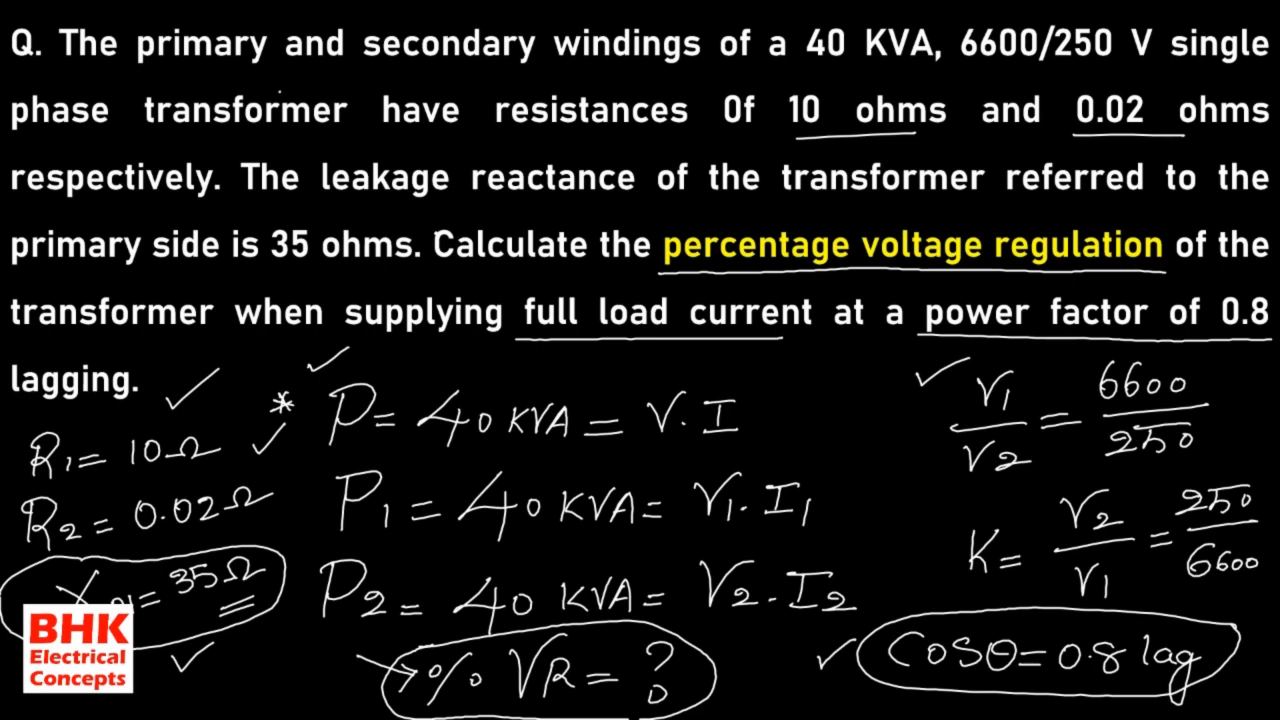 Q. The primary and secondary windings of a 40 KVA, 6600/250 V single
phase transformer have resistances 0f 10 ohms and 0.02 ohms
respectively. The leakage reactance of the transformer referred to the
primary side is 35 ohms. Calculate the percentage voltage regulation of the
transformer when supplying full load current at a power factor of 0.8
lagging.
R1 = 10Ω
R2 = 0.02Ω
= 35Ω
* P = 40 KVA = V.I
P1 = 40 KVA = V1.I1
P2 = 40 KVA = V2.I2
% VR = ?
V1/V2 = 6600/250
K = V2/V1 = 250/6600
COSθ = 0.8 lag
BHK
Electrical
Concepts